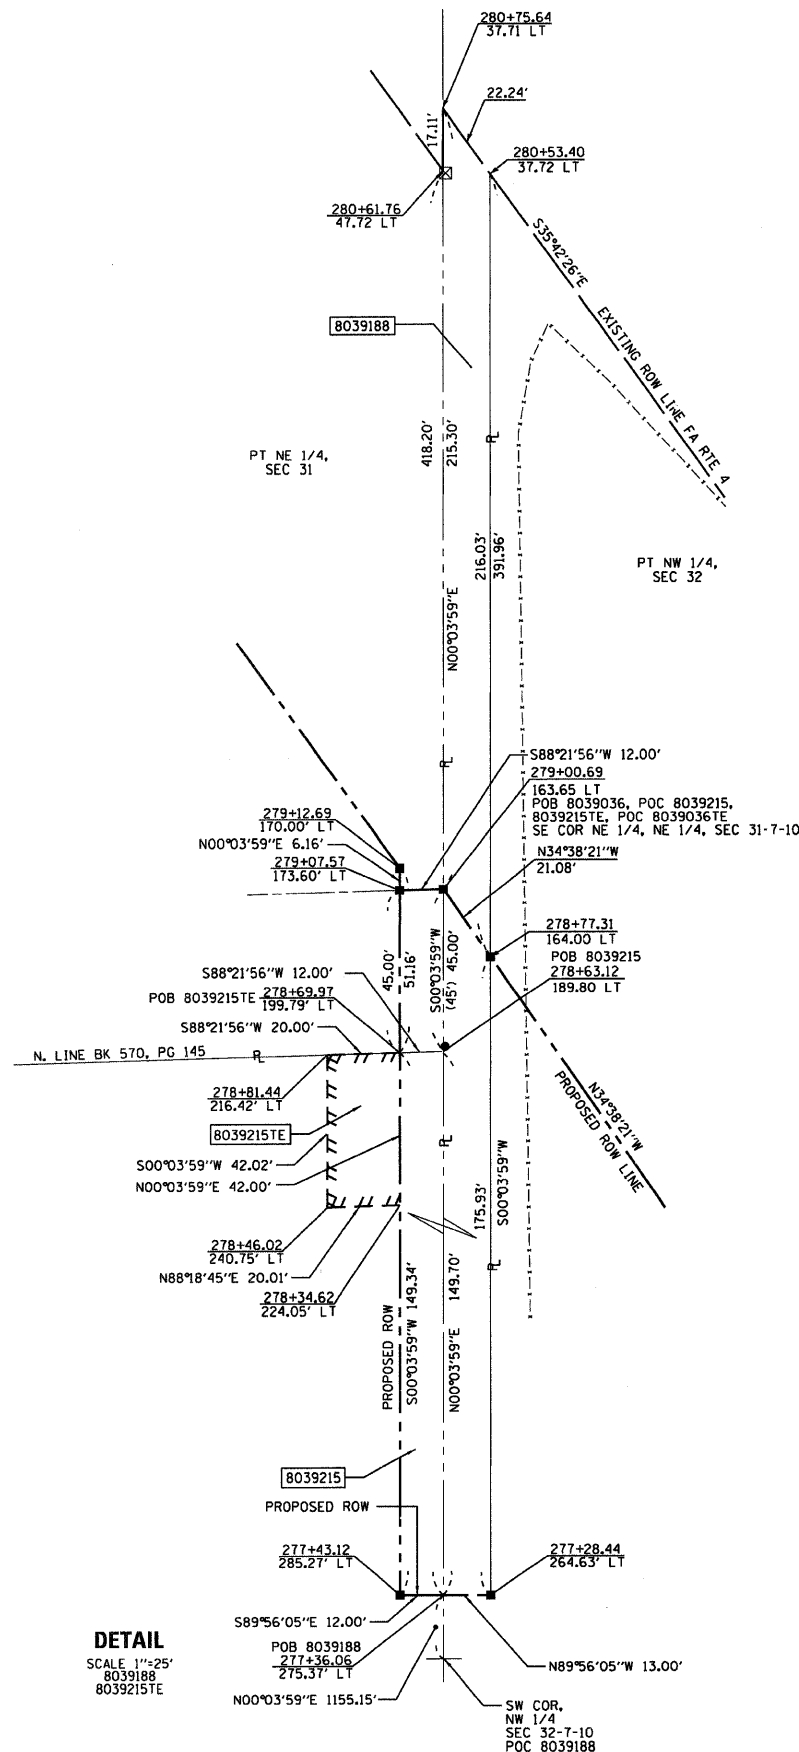 280+75.64
37.71 LT
22.24'
17.11'
280+53.40
37.72 LT
280+61.76
47.72 LT
S35°42'26"E
EXISTING ROW LINE FA RTE 4
8039188
418.20'
215.30'
PT NE 1/4,
SEC 31
216.03'
391.96'
PT NW 1/4,
SEC 32
N00°03'59"E
S88°21'56"W 12.00'
279+00.69
163.65 LT
POB 8039036, POC 8039215,
8039215TE, POC 8039036TE
SE COR NE 1/4, NE 1/4, SEC 31-7-10
279+12.69
170.00' LT
N00°03'59"E 6.16'
279+07.57
173.60' LT
N34°38'21"W
21.08'
278+77.31
164.00 LT
POB 8039215
278+63.12
189.80 LT
45.00'
51.16'
S00°03'59"W
(45') 45.00'
S88°21'56"W 12.00'
POB 8039215TE 278+69.97
199.79' LT
S88°21'56"W 20.00'
N. LINE BK 570, PG 145
278+81.44
216.42' LT
8039215TE
S00°03'59"W 42.02'
N00°03'59"E 42.00'
N34°38'21"W
PROPOSED ROW LINE
175.93'
S00°03'59"W
278+46.02
240.75' LT
N88°18'45"E 20.01'
278+34.62
224.05' LT
PROPOSED ROW
S00°03'59"W 149.34'
N00°03'59"E 149.70'
8039215
PROPOSED ROW
277+43.12
285.27' LT
277+28.44
264.63' LT
S89°56'05"E 12.00'
POB 8039188
277+36.06
275.37' LT
N89°56'05"W 13.00'
N00°03'59"E 1155.15'
SW COR,
NW 1/4
SEC 32-7-10
POC 8039188
DETAIL
SCALE 1"=25'
8039188
8039215TE